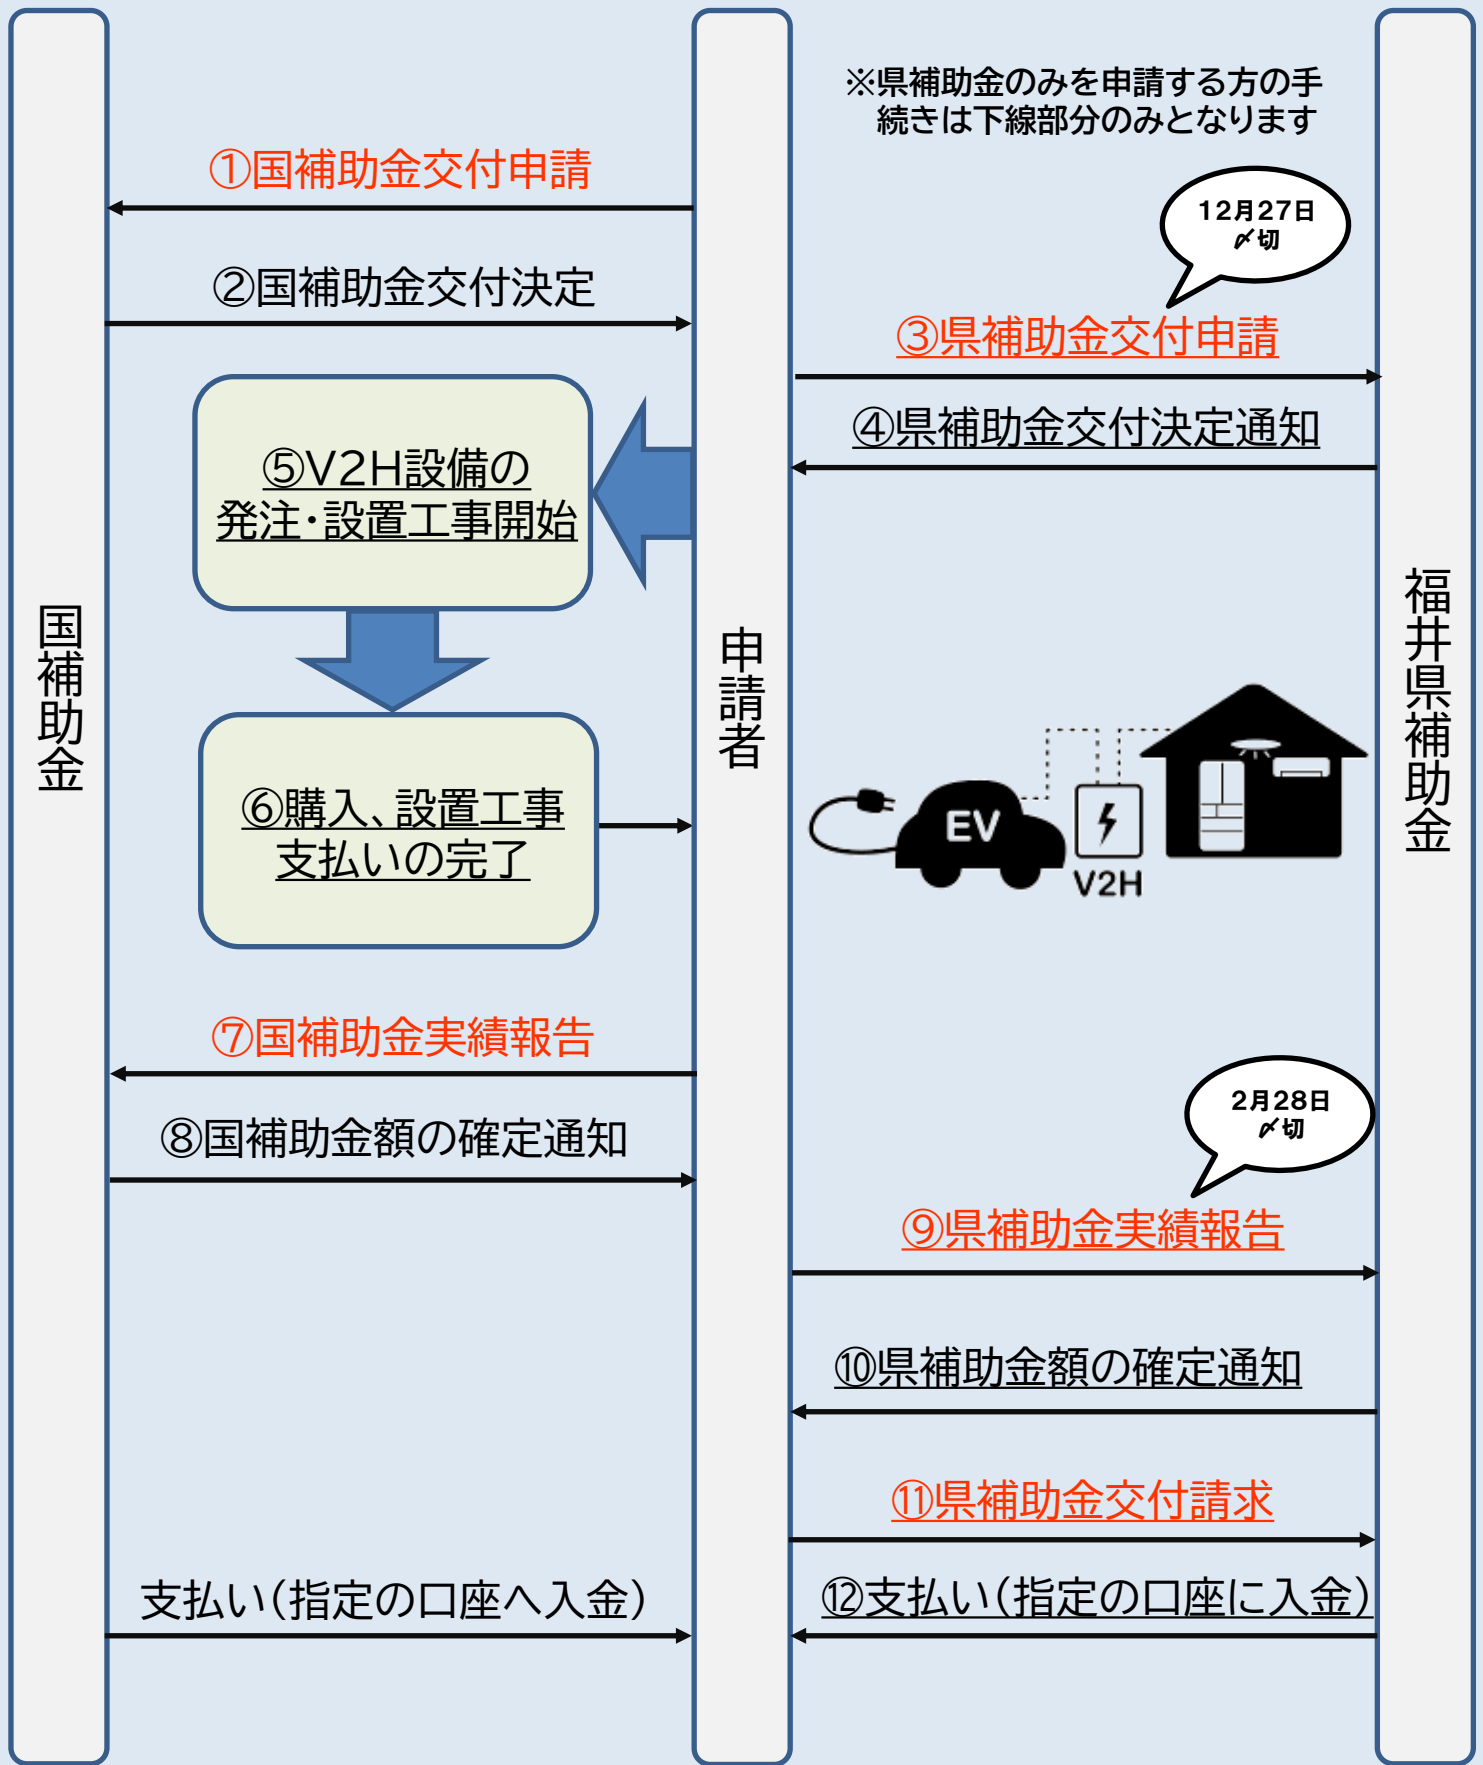 ※県補助金のみを申請する方の手
続きは下線部分のみとなります
①国補助金交付申請
12月27日
〆切
②国補助金交付決定
③県補助金交付申請
④県補助金交付決定通知
⑤V2H設備の
発注・設置工事開始
国補助金
申請者
福井県補助金
⑥購入、設置工事
支払いの完了
EV
V2H
⑦国補助金実績報告
2月28日
〆切
⑧国補助金額の確定通知
⑨県補助金実績報告
⑩県補助金額の確定通知
⑪県補助金交付請求
支払い(指定の口座へ入金)
⑫支払い(指定の口座に入金)